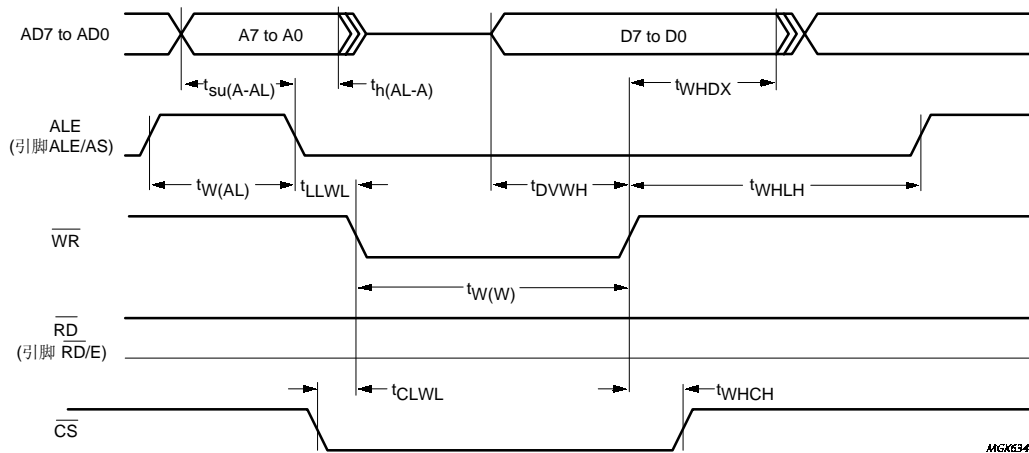 AD7 to AD0
A7 to A0
D7 to D0
tsu(A-AL)
th(AL-A)
tWHDX
ALE
(引脚ALE/AS)
tW(AL)
tLLWL
tDVWH
tWHLH
WR
tW(W)
RD
(引脚 RD/E)
tCLWL
tWHCH
CS
MGK634